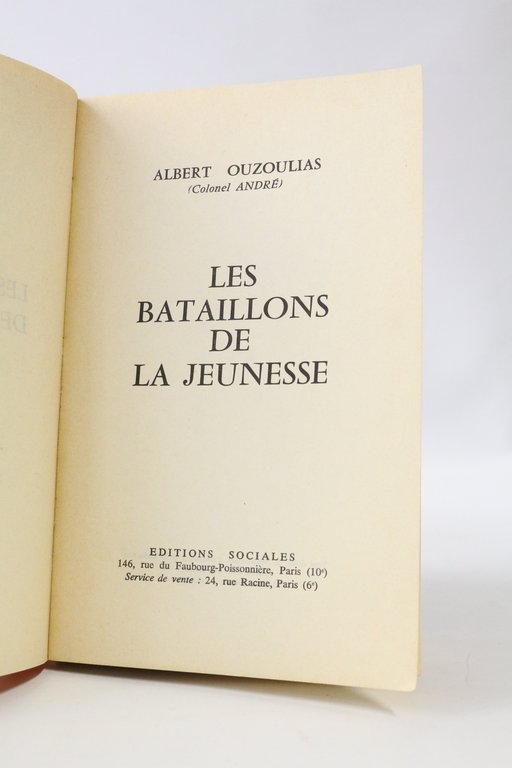 ALBERT OUZOULIAS
(Colonel ANDRÉ)
LES
BATAILLONS
DE
LA JEUNESSE
EDITIONS SOCIALES
146, rue du Faubourg-Poissonnière, Paris (10ᵉ)
Service de vente : 24, rue Racine, Paris (6ᵉ)